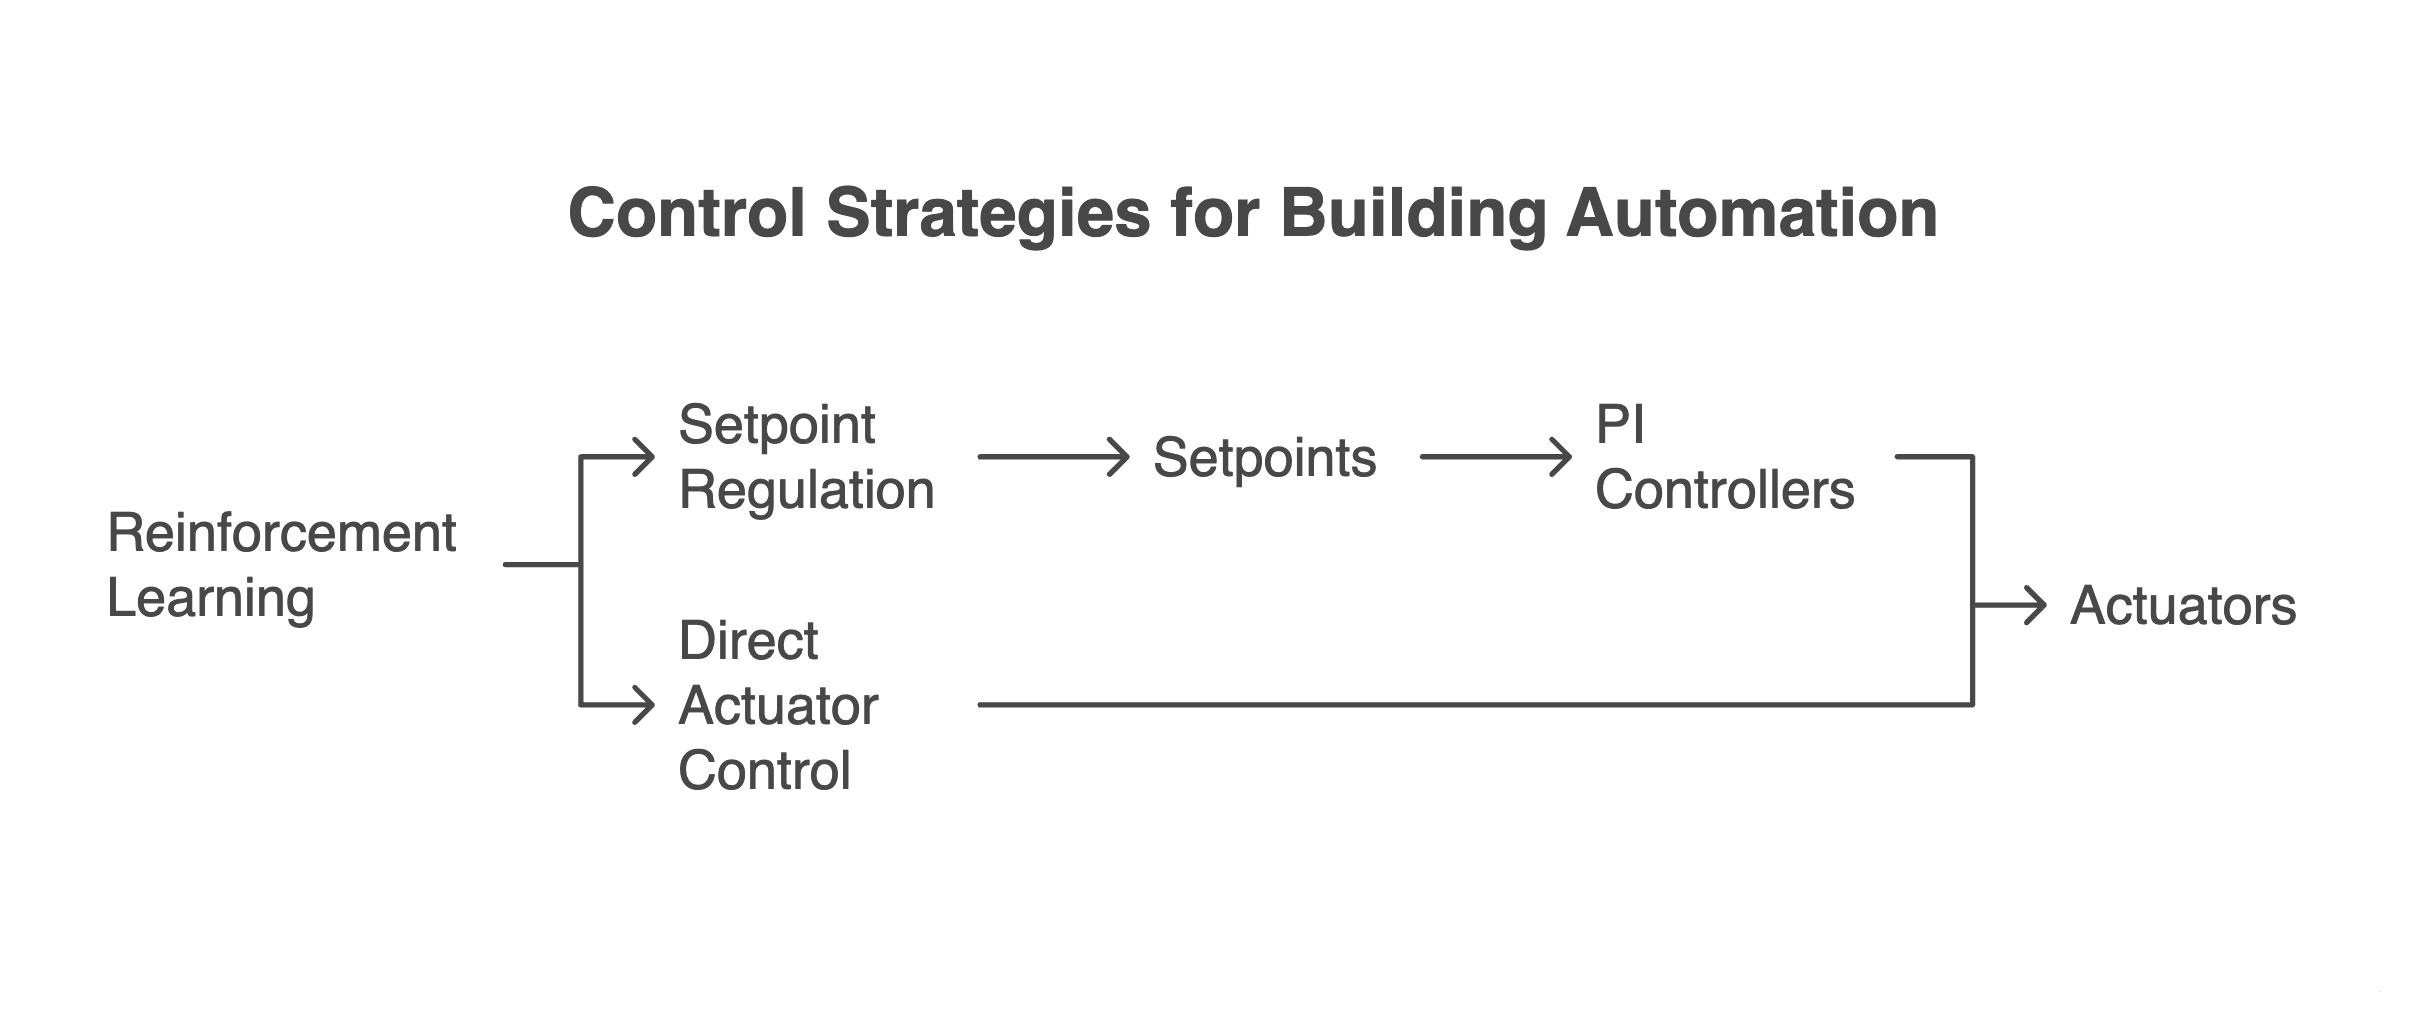 Control Strategies for Building Automation
Reinforcement
Learning
Setpoint
Regulation
Setpoints
PI
Controllers
Direct
Actuator
Control
Actuators